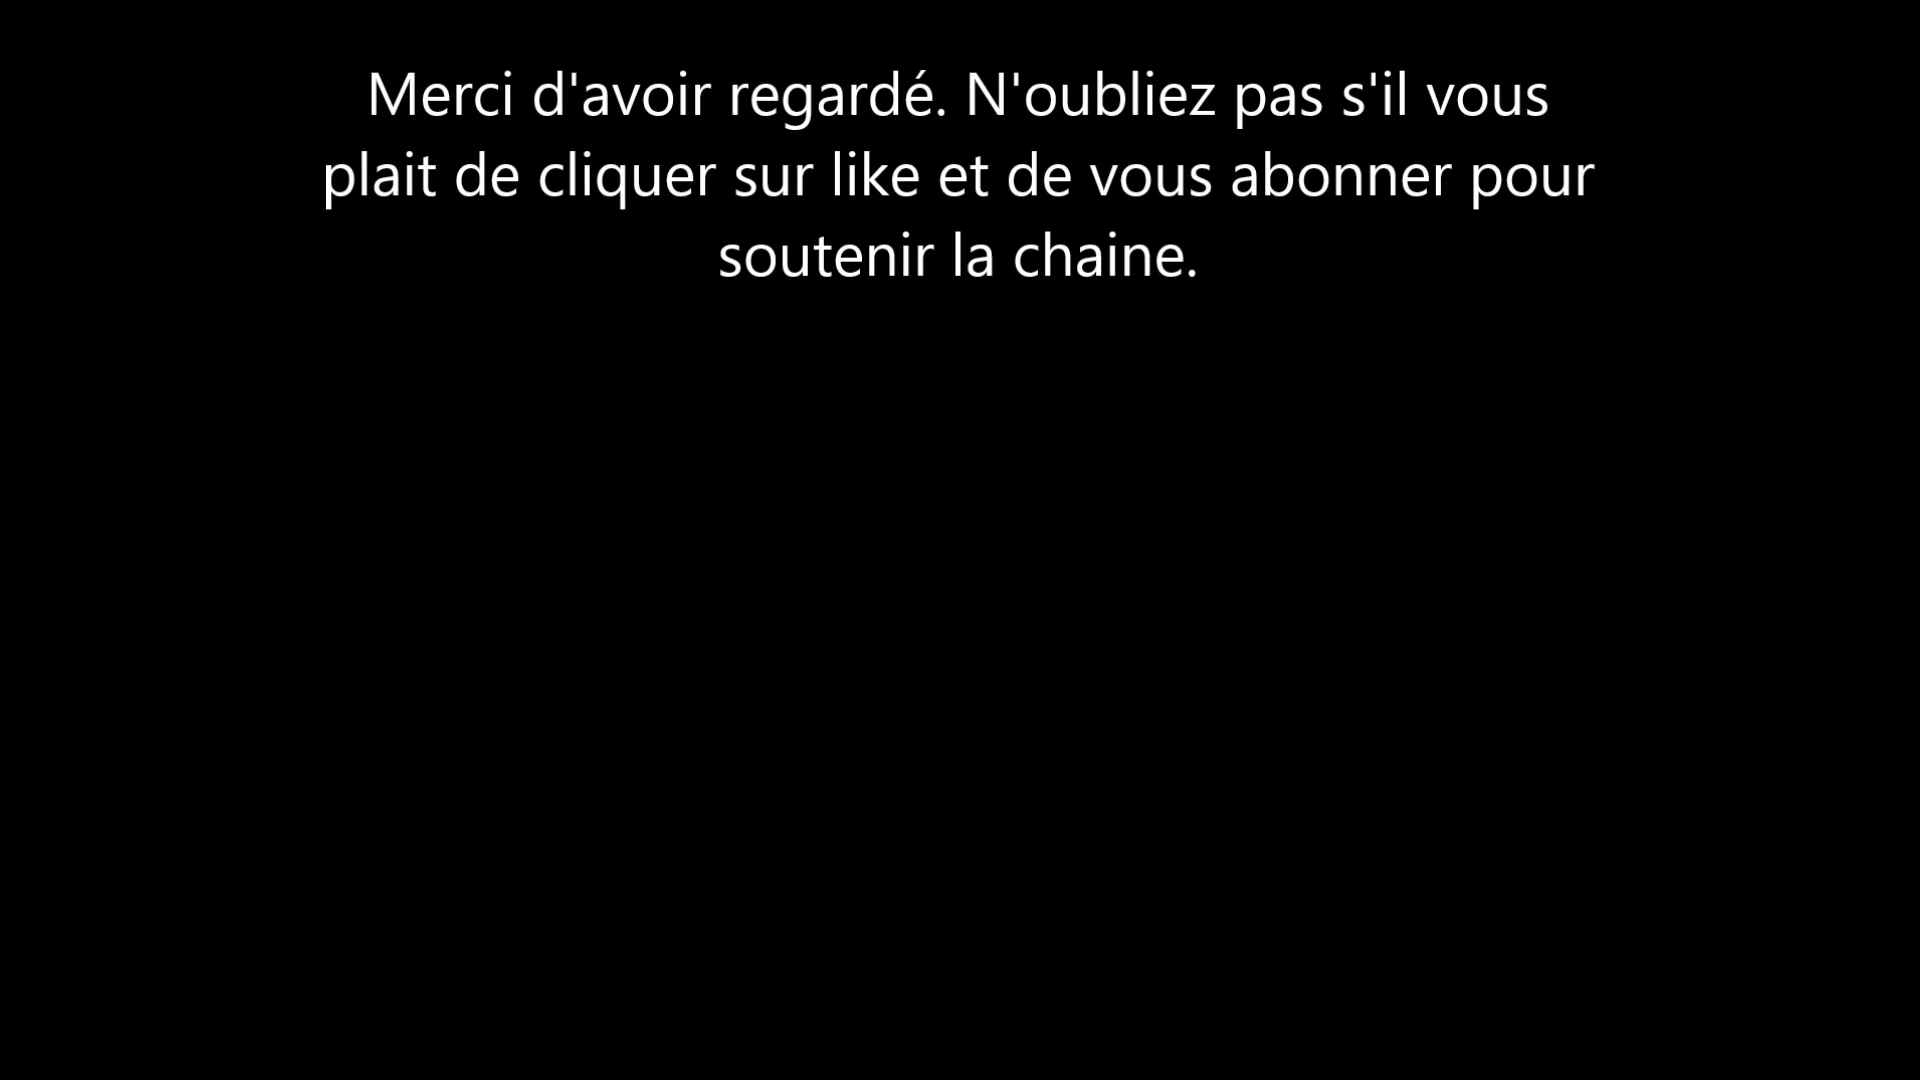 Merci d'avoir regardé. N'oubliez pas s'il vous
plait de cliquer sur like et de vous abonner pour
soutenir la chaine.